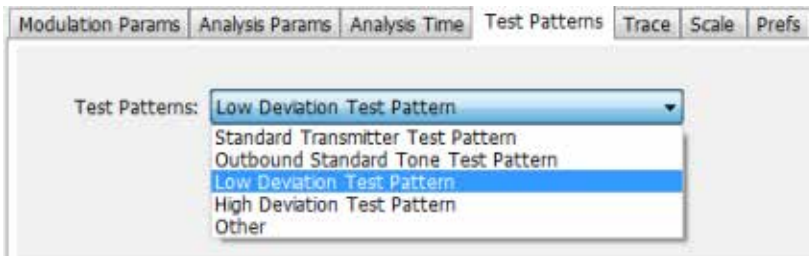 Modulation Params Analysis Params Analysis Time Test Patterns Trace Scale Prefs
Test Patterns: Low Deviation Test Pattern
Standard Transmitter Test Pattern
Outbound Standard Tone Test Pattern
Low Deviation Test Pattern
High Deviation Test Pattern
Other